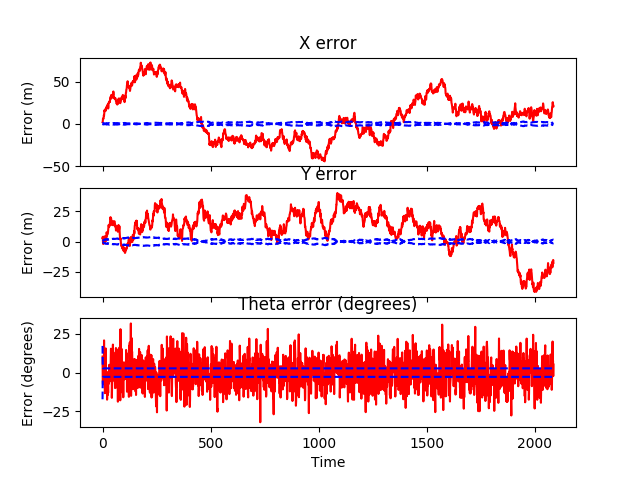 X error
Error (m)
50
0
−50
Y error
Error (m)
25
0
−25
Theta error (degrees)
Error (degrees)
25
0
−25
0 500 1000 1500 2000
Time